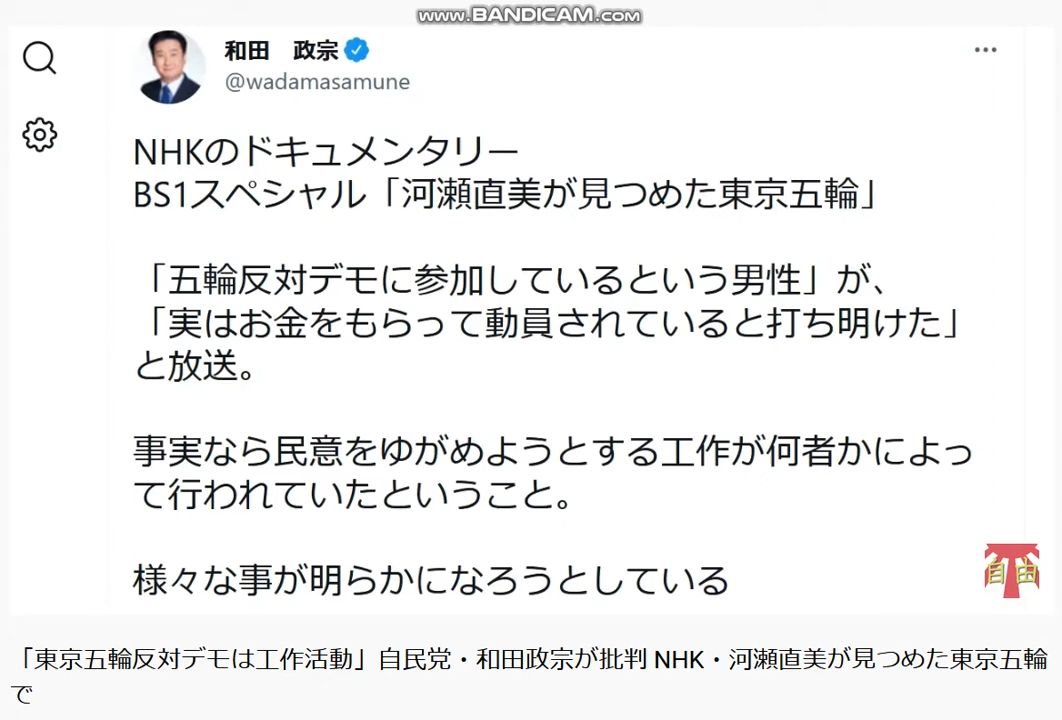 www.BANDICAM.com
和田　政宗
@wadamasamune
NHKのドキュメンタリー
BS1スペシャル「河瀬直美が見つめた東京五輪」
「五輪反対デモに参加しているという男性」が、
「実はお金をもらって動員されていると打ち明けた」
と放送。
事実なら民意をゆがめようとする工作が何者かによっ
て行われていたということ。
様々な事が明らかになろうとしている
自由
「東京五輪反対デモは工作活動」自民党・和田政宗が批判 NHK・河瀬直美が見つめた東京五輪
で